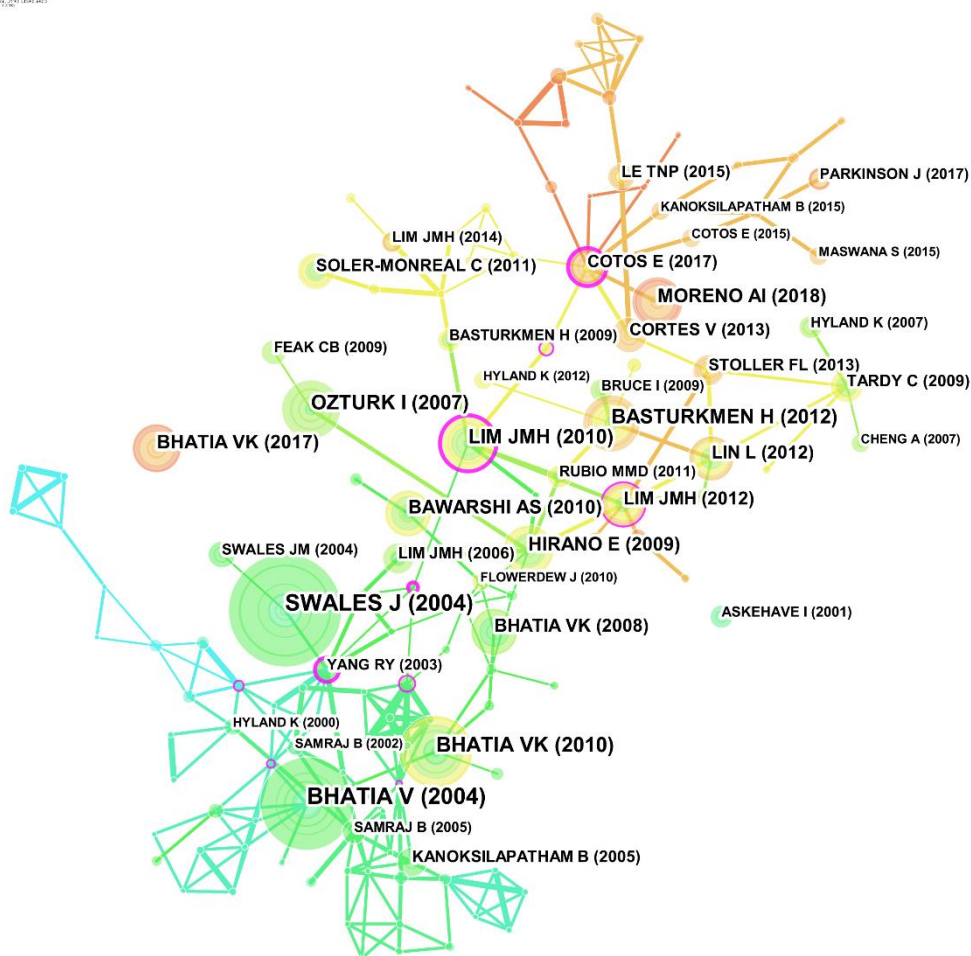 LE TNP (2015)
PARKINSON J (2017)
KANOKSILAPATHAM B (2015)
LIM JMH (2014)
COTOS E (2015)
MASWANA S (2015)
SOLER-MONREAL C (2011)
COTOS E (2017)
MORENO AI (2018)
HYLAND K (2007)
BASTURKMEN H (2009)
CORTES V (2013)
FEAK CB (2009)
HYLAND K (2012)
STOLLER FL (2013)
BRUCE I (2009)
TARDY C (2009)
OZTURK I (2007)
BASTURKMEN H (2012)
BHATIA VK (2017)
LIM JMH (2010)
CHENG A (2007)
LIN L (2012)
RUBIO MMD (2011)
LIM JMH (2012)
BAWARSHI AS (2010)
HIRANO E (2009)
SWALES JM (2004)
LIM JMH (2006)
FLOWERDEW J (2010)
SWALES J (2004)
ASKEHAVE I (2001)
BHATIA VK (2008)
YANG RY (2003)
HYLAND K (2000)
SAMRAJ B (2002)
BHATIA VK (2010)
BHATIA V (2004)
SAMRAJ B (2005)
KANOKSILAPATHAM B (2005)